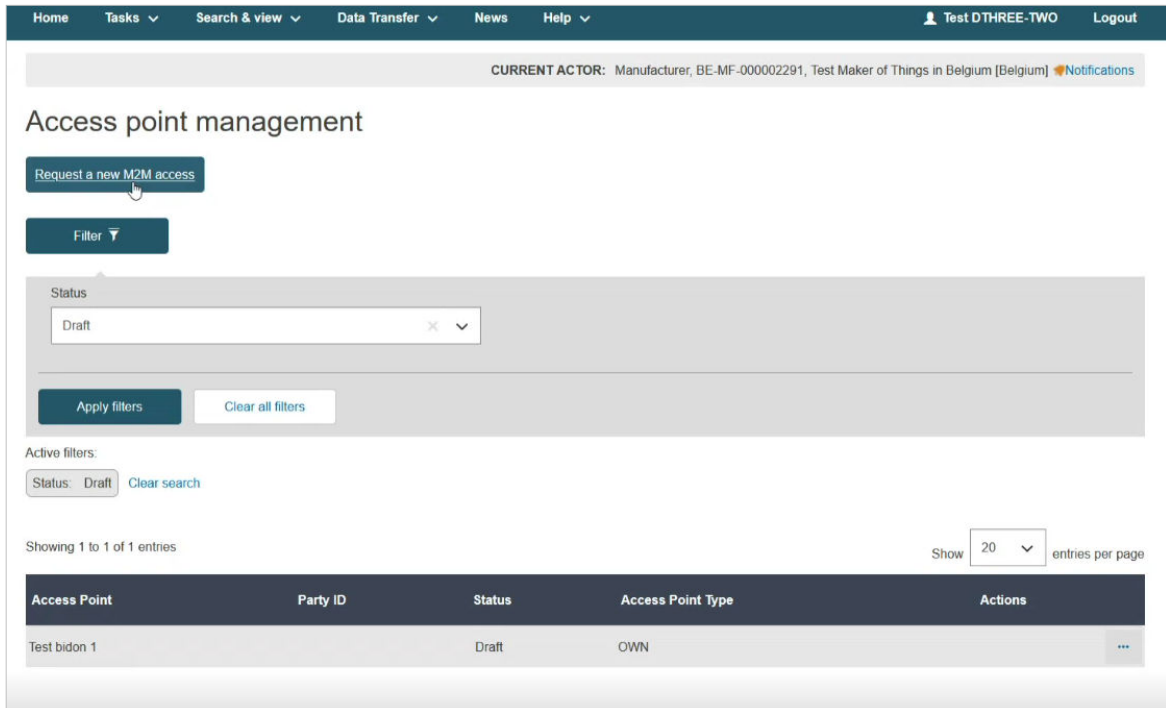 Home Tasks Search & view Data Transfer News Help Test DTHREE-TWO Logout
CURRENT ACTOR: Manufacturer, BE-MF-000002291, Test Maker of Things in Belgium [Belgium] Notifications
Access point management
Request a new M2M access
Filter
Status
Draft
Apply filters Clear all filters
Active filters:
Status: Draft Clear search
Showing 1 to 1 of 1 entries Show 20 entries per page
Access Point Party ID Status Access Point Type Actions
Test bidon 1 Draft OWN ...